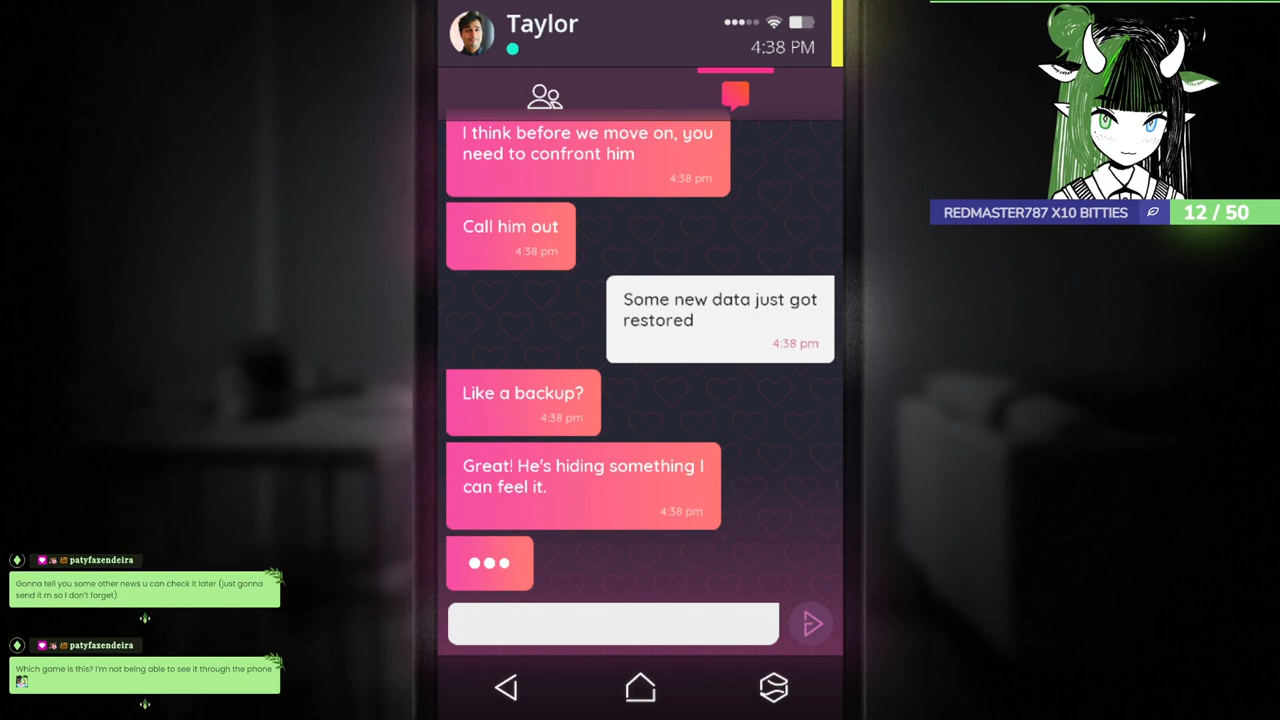 Taylor
4:38 PM
I think before we move on, you
need to confront him
4:38 pm
Call him out
4:38 pm
Some new data just got
restored
4:38 pm
Like a backup?
4:38 pm
Great! He's hiding something I
can feel it.
4:38 pm
REDMASTER787 X10 BITTIES
12 / 50
patyfazendeira
Gonna tell you some other news u can check it later (just gonna
send it rn so I don't forget)
patyfazendeira
Which game is this? I'm not being able to see it through the phone